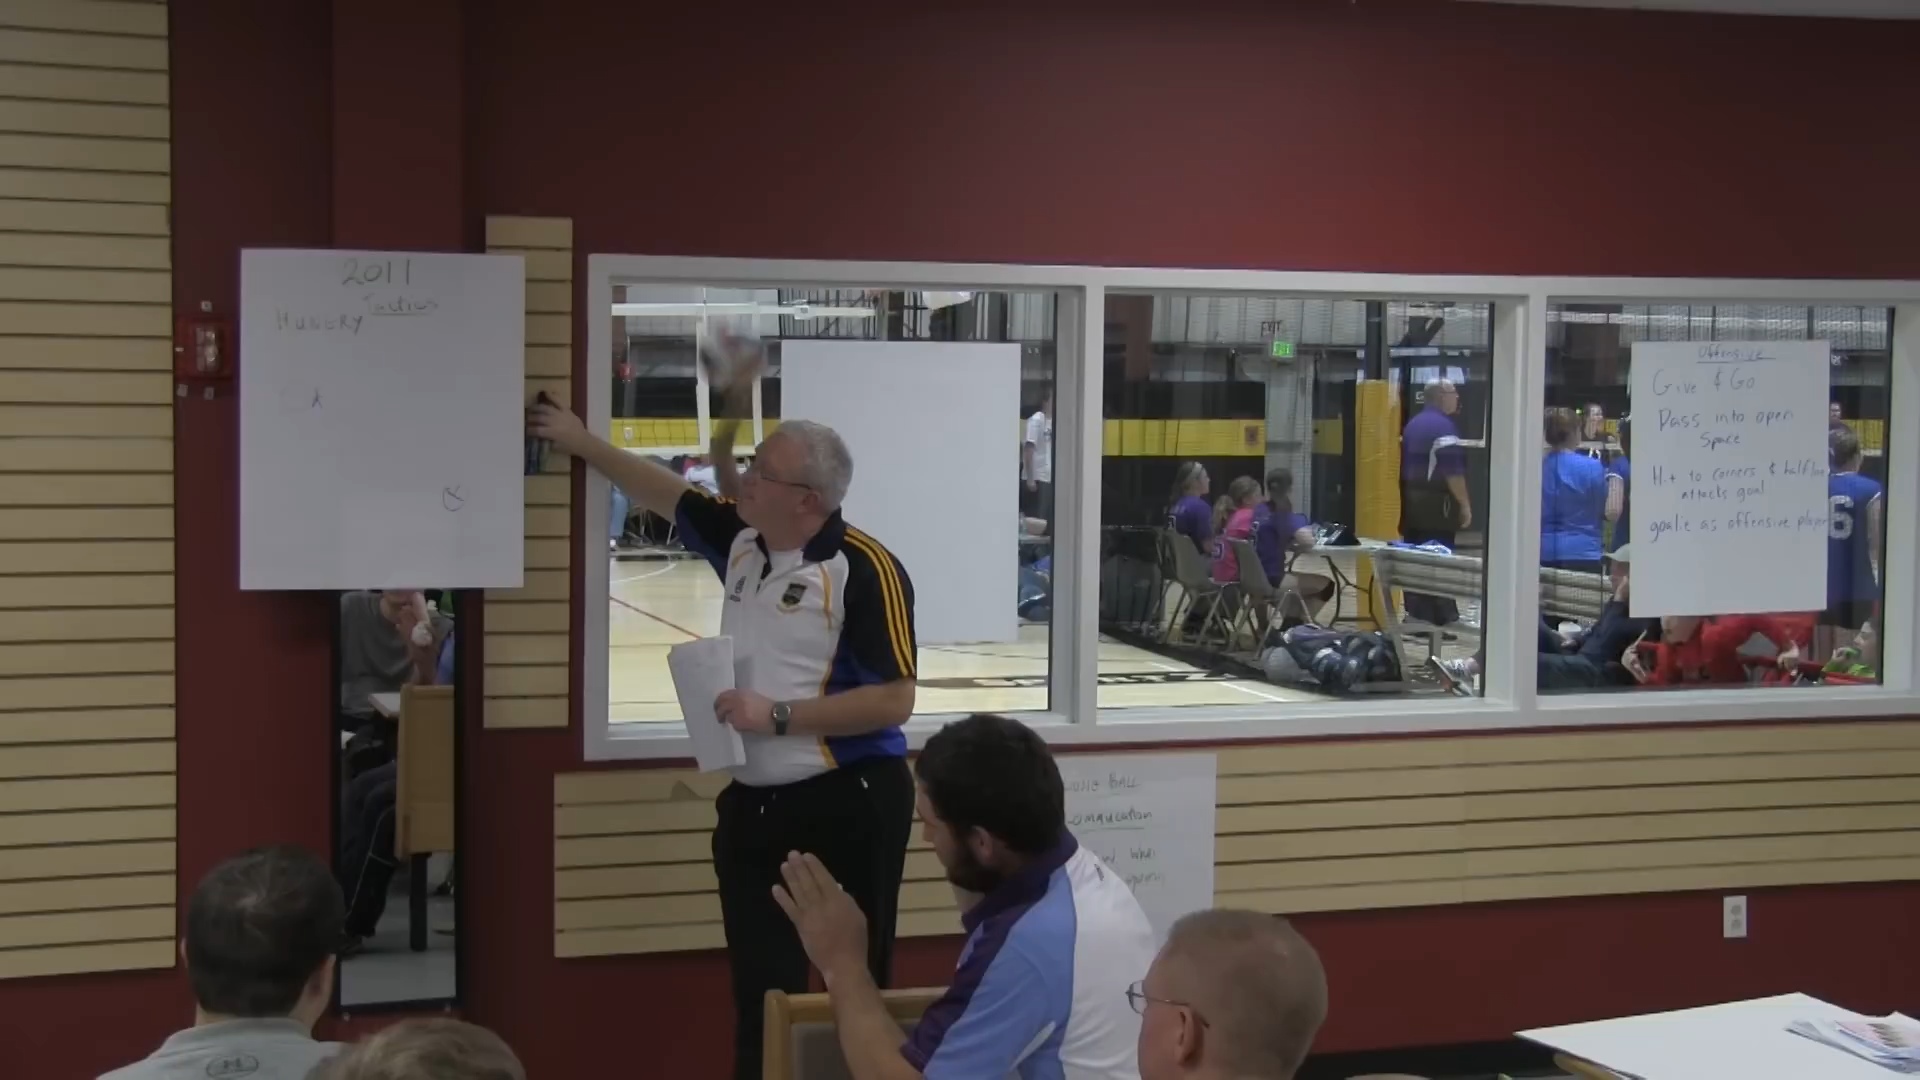 2011
Tactics
HUNGRY
X
EXIT
Offensive
Give & Go
Pass into open
Space
Hit to corners & halfline
attacks goal
goalie as offensive player
6
LONG BALL